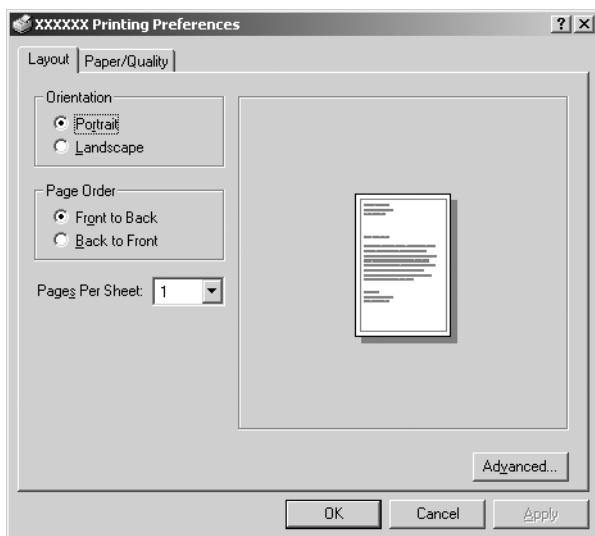 XXXXXX Printing Preferences
Layout
Paper/Quality
Orientation
Portrait
Landscape
Page Order
Front to Back
Back to Front
Pages Per Sheet: 1
Advanced...
OK
Cancel
Apply